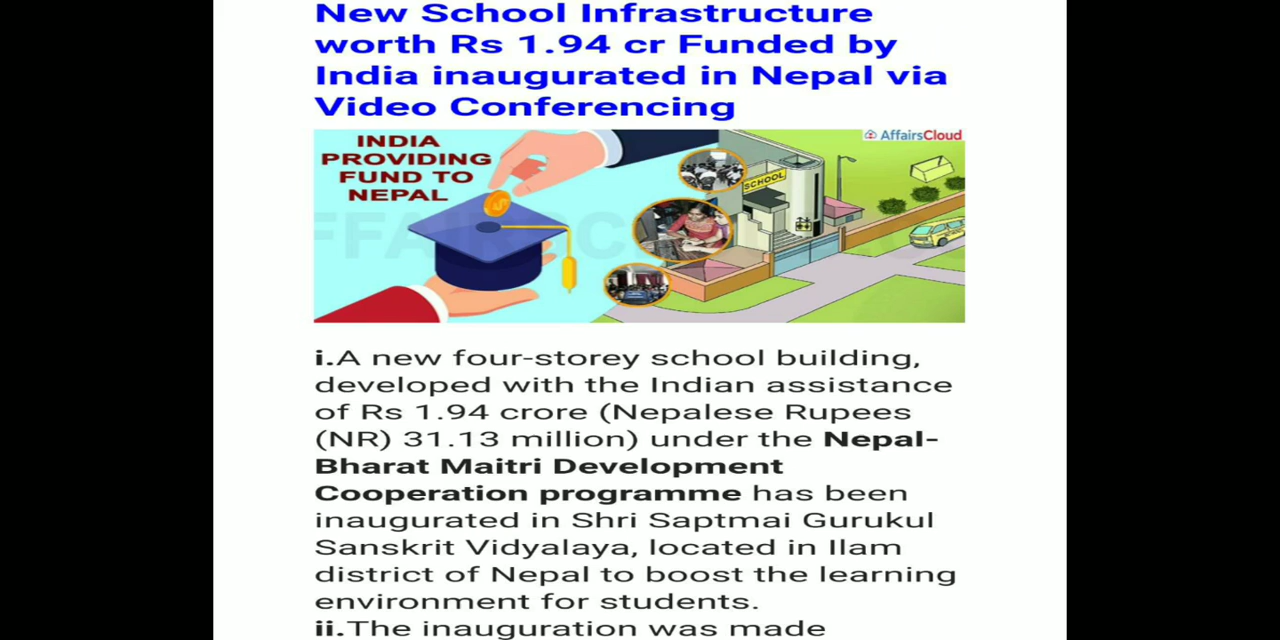 New School Infrastructure
worth Rs 1.94 cr Funded by
India inaugurated in Nepal via
Video Conferencing
INDIA
PROVIDING
FUND TO
NEPAL
AffairsCloud
SCHOOL
i.A new four-storey school building,
developed with the Indian assistance
of Rs 1.94 crore (Nepalese Rupees
(NR) 31.13 million) under the Nepal-
Bharat Maitri Development
Cooperation programme has been
inaugurated in Shri Saptmai Gurukul
Sanskrit Vidyalaya, located in Ilam
district of Nepal to boost the learning
environment for students.
ii.The inauguration was made